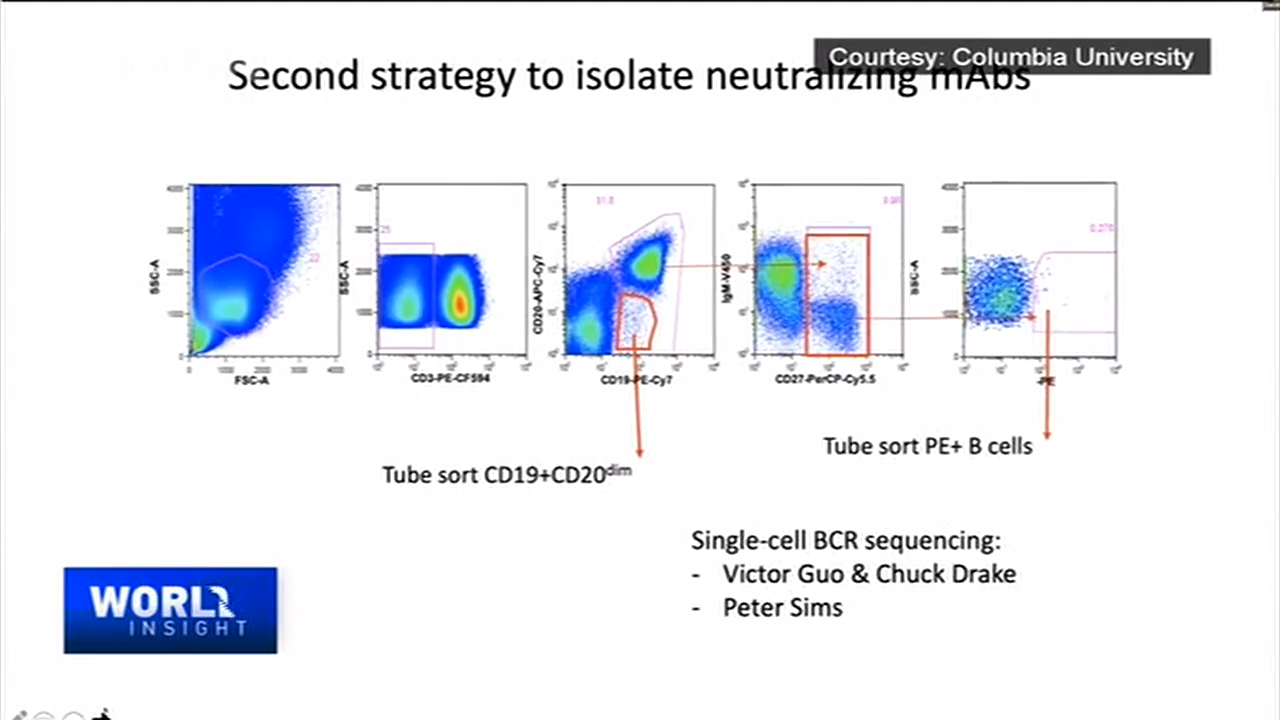 Courtesy: Columbia University
Second strategy to isolate neutralizing mAbs
SSC-A
FSC-A
SSC-A
CD3-PE-CF594
CD20-APC-Cy7
CD19-PE-Cy7
IgM-V450
CD27-PerCP-Cy5.5
SSC-A
-PE
Tube sort PE+ B cells
Tube sort CD19+CD20dim
Single-cell BCR sequencing:
- Victor Guo & Chuck Drake
- Peter Sims
WORLD
INSIGHT